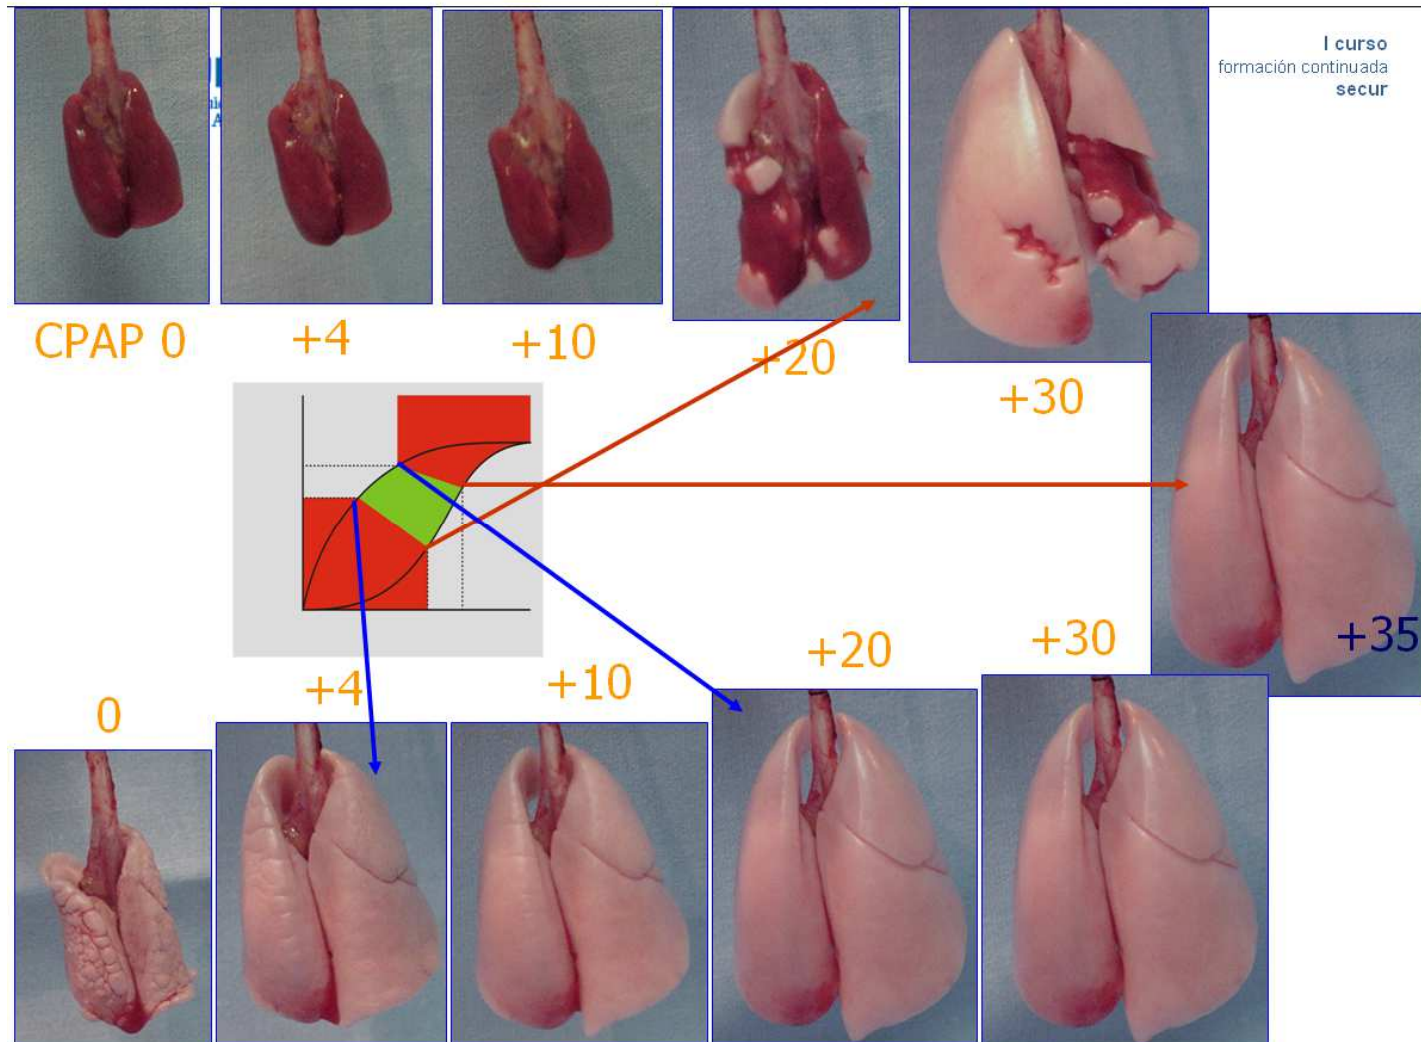 I curso
formación continuada
secur
CPAP 0
+4
+10
+20
+30
+35
0
+4
+10
+20
+30